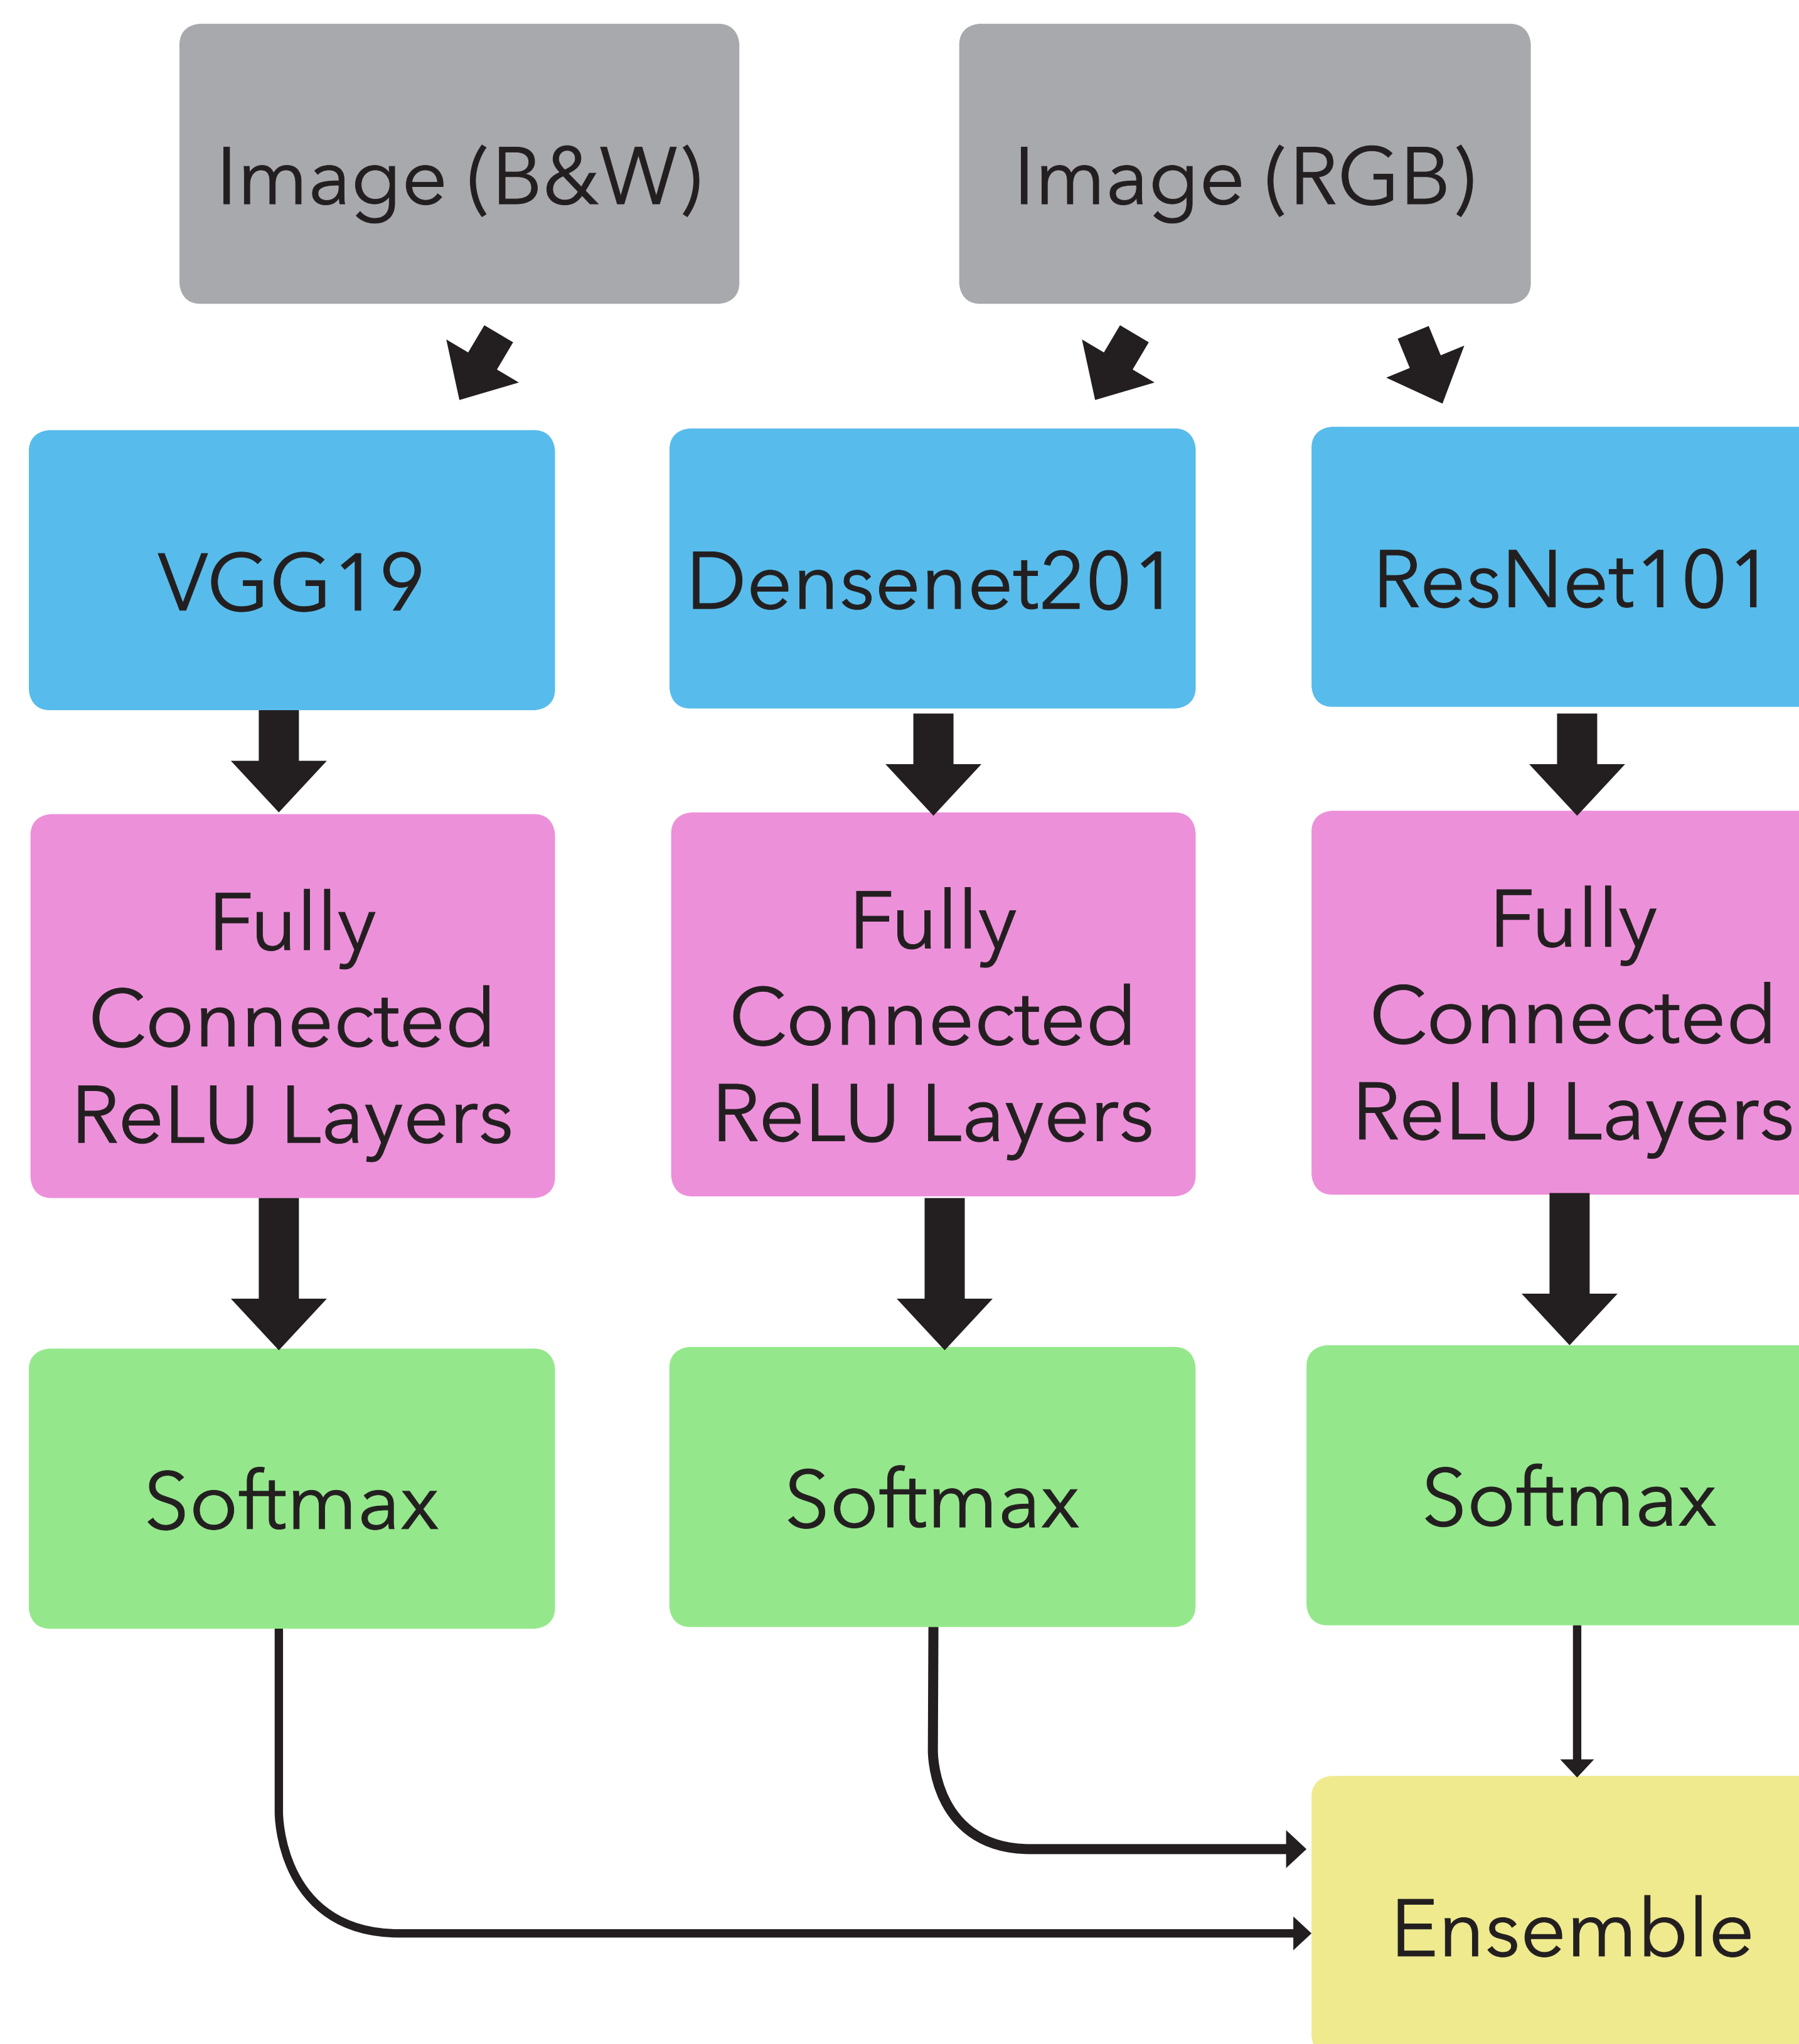 Image (B&W)
Image (RGB)
VGG19
Densenet201
ResNet101
Fully
Connected
ReLU Layers
Fully
Connected
ReLU Layers
Fully
Connected
ReLU Layers
Softmax
Softmax
Softmax
Ensemble